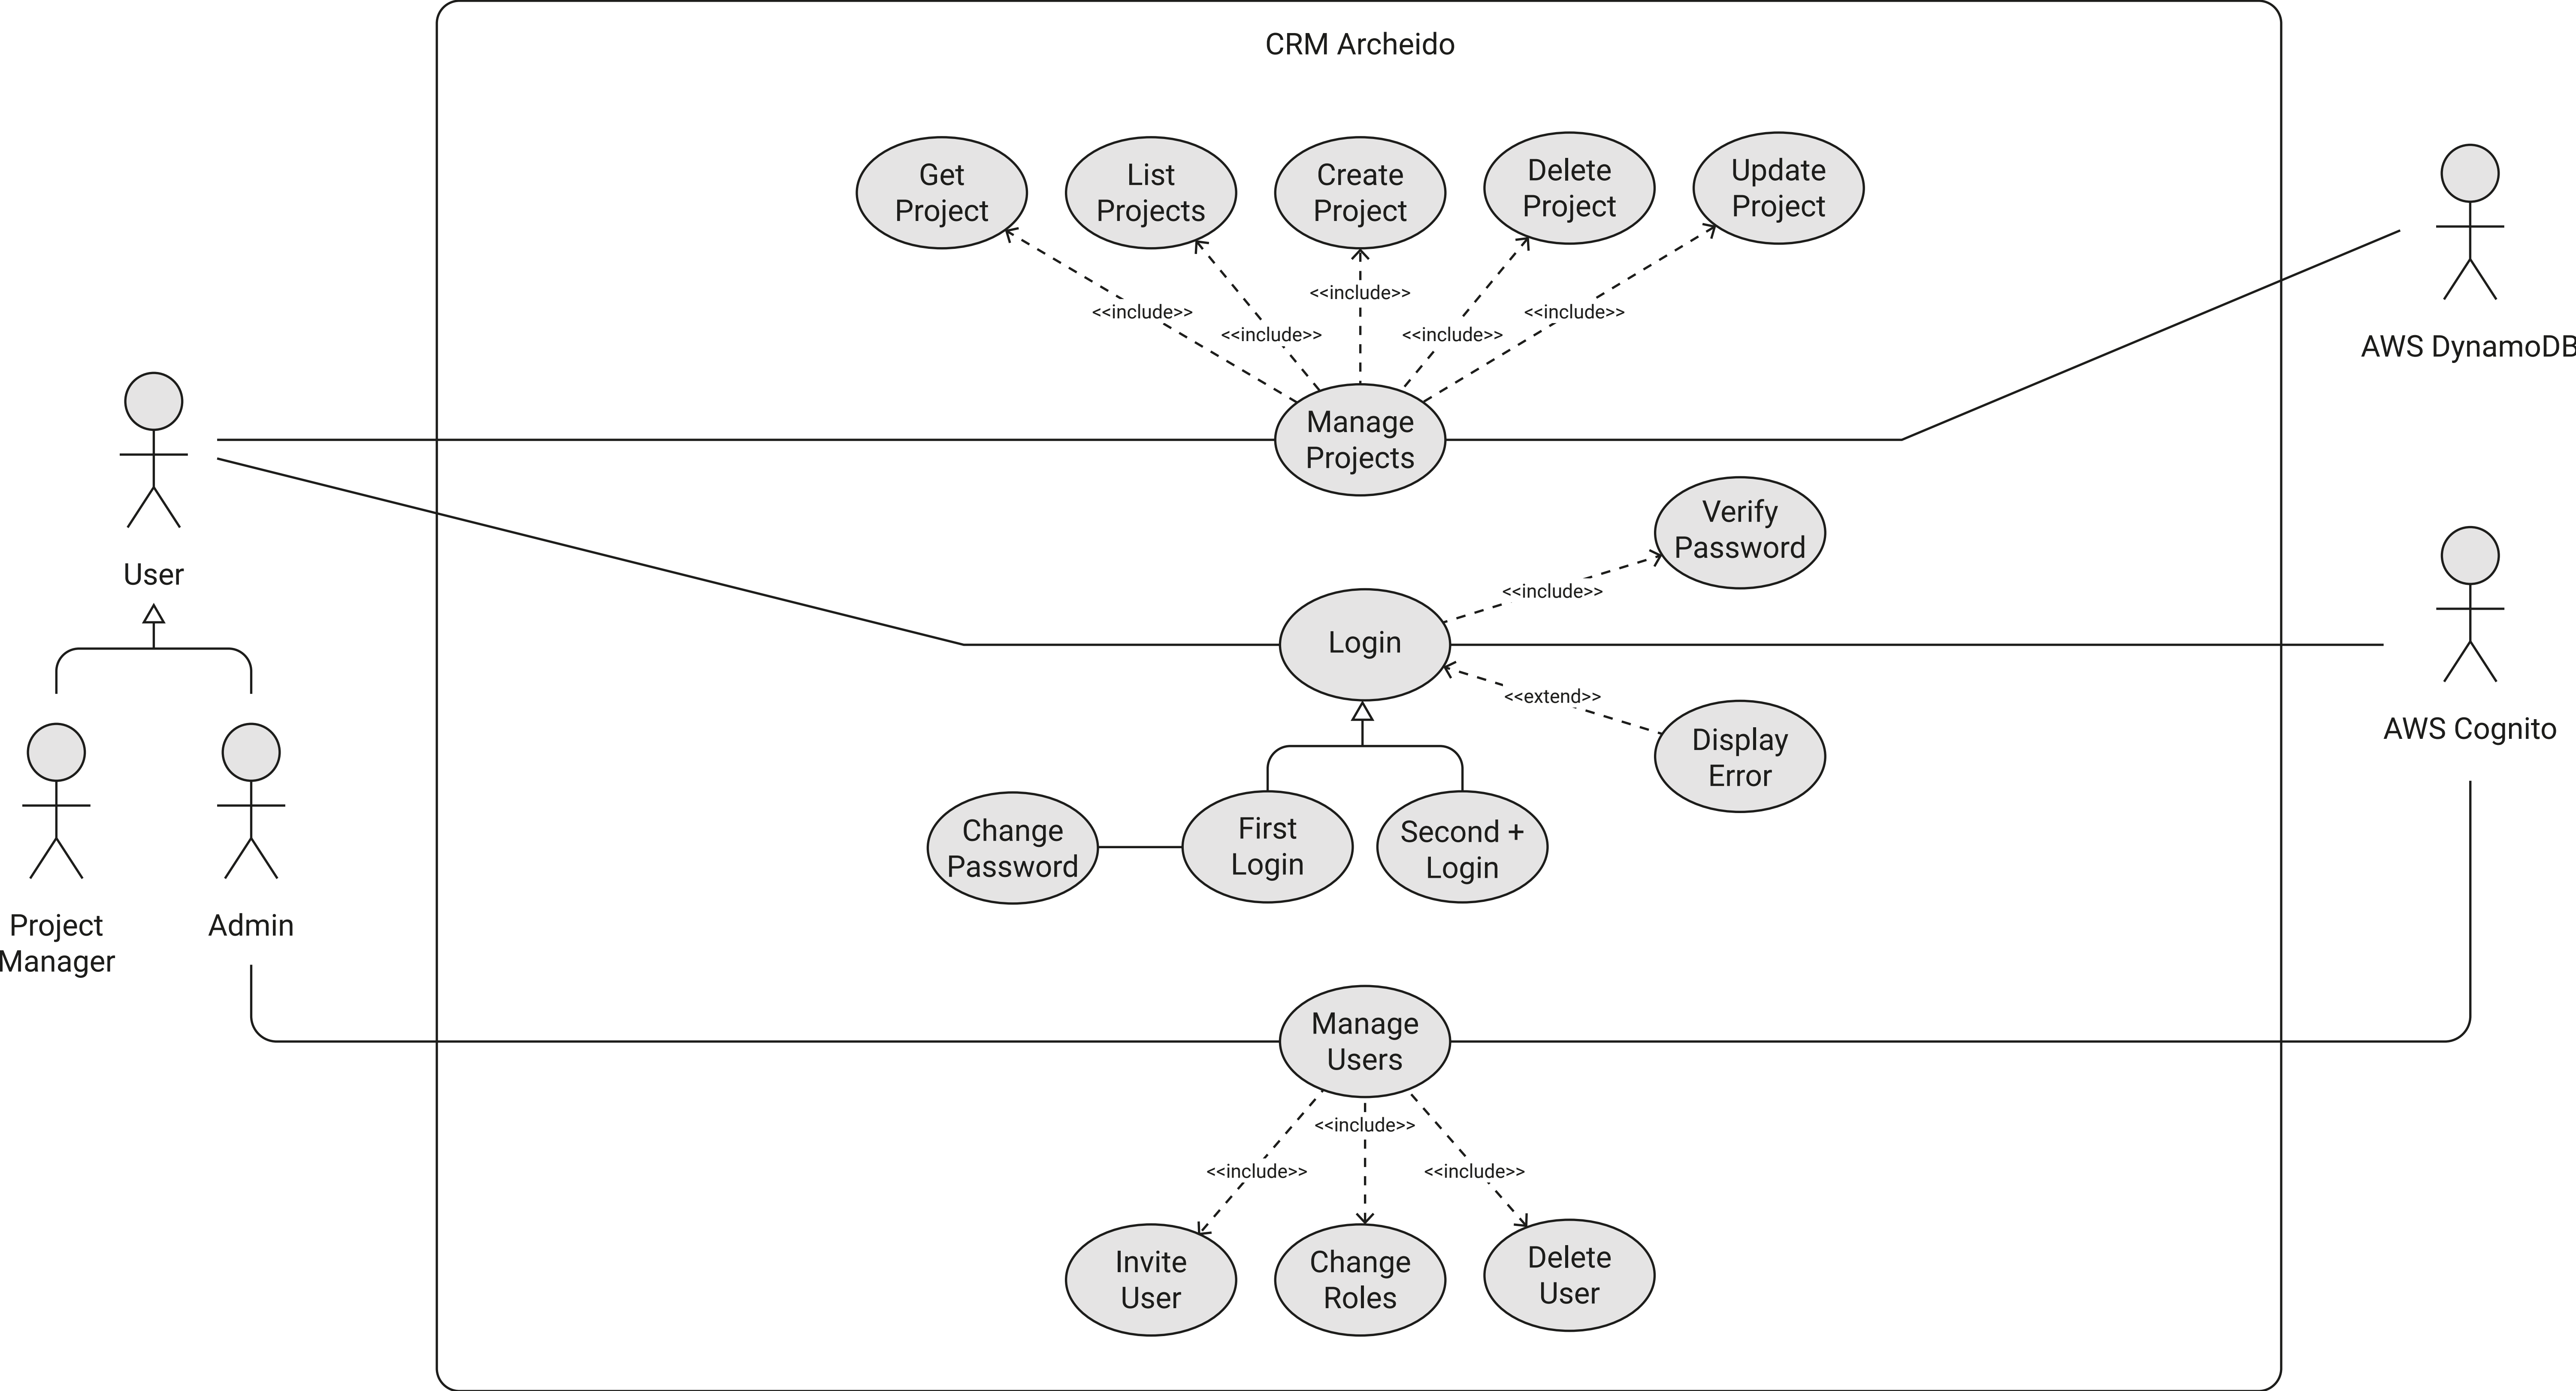 CRM Archeido
Get
Project
List
Projects
Create
Project
Delete
Project
Update
Project
<<include>>
<<include>>
<<include>>
<<include>>
<<include>>
AWS DynamoDB
Manage
Projects
User
Verify
Password
<<include>>
Login
<<extend>>
Display
Error
AWS Cognito
Change
Password
First
Login
Second +
Login
Project
Manager
Admin
Manage
Users
<<include>>
<<include>>
<<include>>
Invite
User
Change
Roles
Delete
User